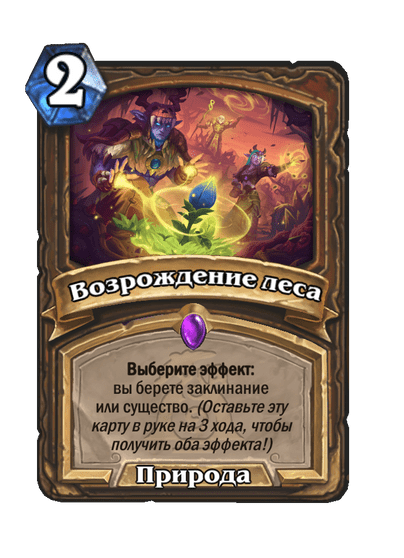 2
Возрождение леса
Выберите эффект:
вы берете заклинание
или существо. (Оставьте эту
карту в руке на 3 хода, чтобы
получить оба эффекта!)
Природа